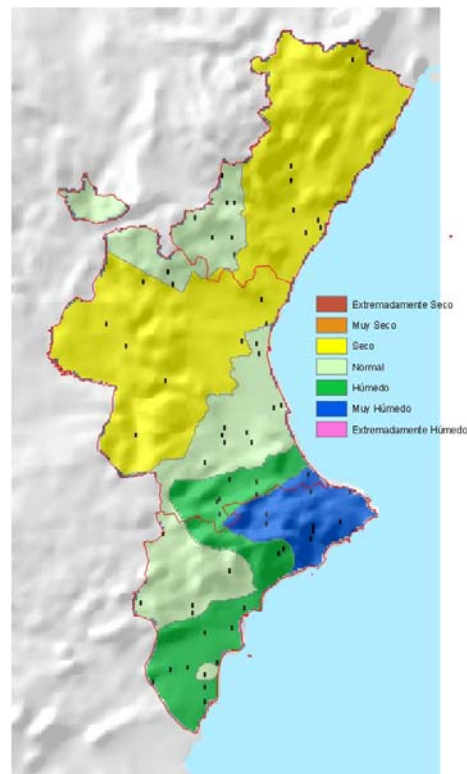 Extremadamente Seco
Muy Seco
Seco
Normal
Húmedo
Muy Húmedo
Extremadamente Húmedo